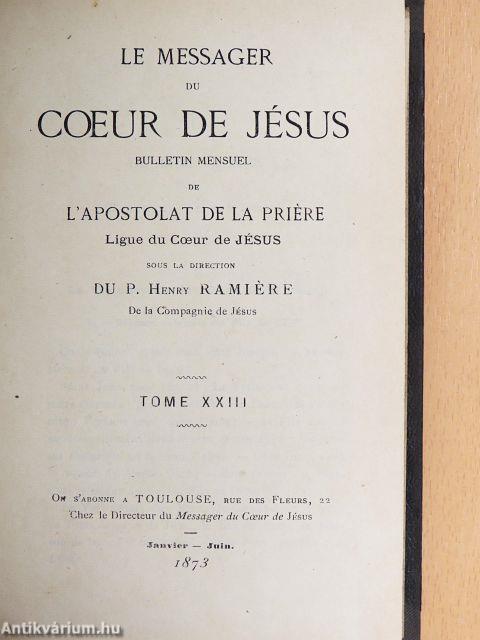 LE MESSAGER
DU
CŒUR DE JÉSUS
BULLETIN MENSUEL
DE
L'APOSTOLAT DE LA PRIÈRE
Ligue du Cœur de JÉSUS
SOUS LA DIRECTION
DU P. HENRY RAMIÈRE
De la Compagnie de Jésus
TOME XXIII
ON S'ABONNE A TOULOUSE, RUE DES FLEURS, 22
Chez le Directeur du Messager du Cœur de Jésus
Janvier — Juin.
1873
Antikvárium.hu